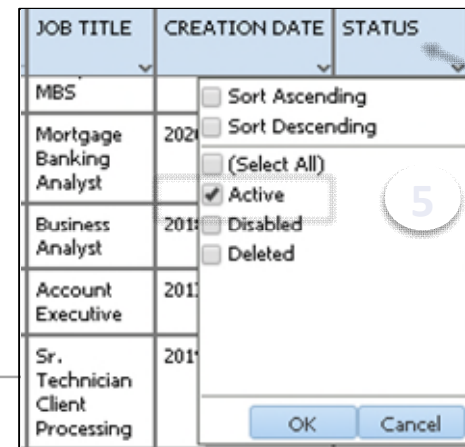 JOB TITLE CREATION DATE STATUS
MBS
Sort Ascending
Sort Descending
Mortgage
Banking
Analyst
(Select All)
Active
5
Disabled
Deleted
Business
Analyst
Account
Executive
Sr.
Technician
Client
Processing
OK Cancel